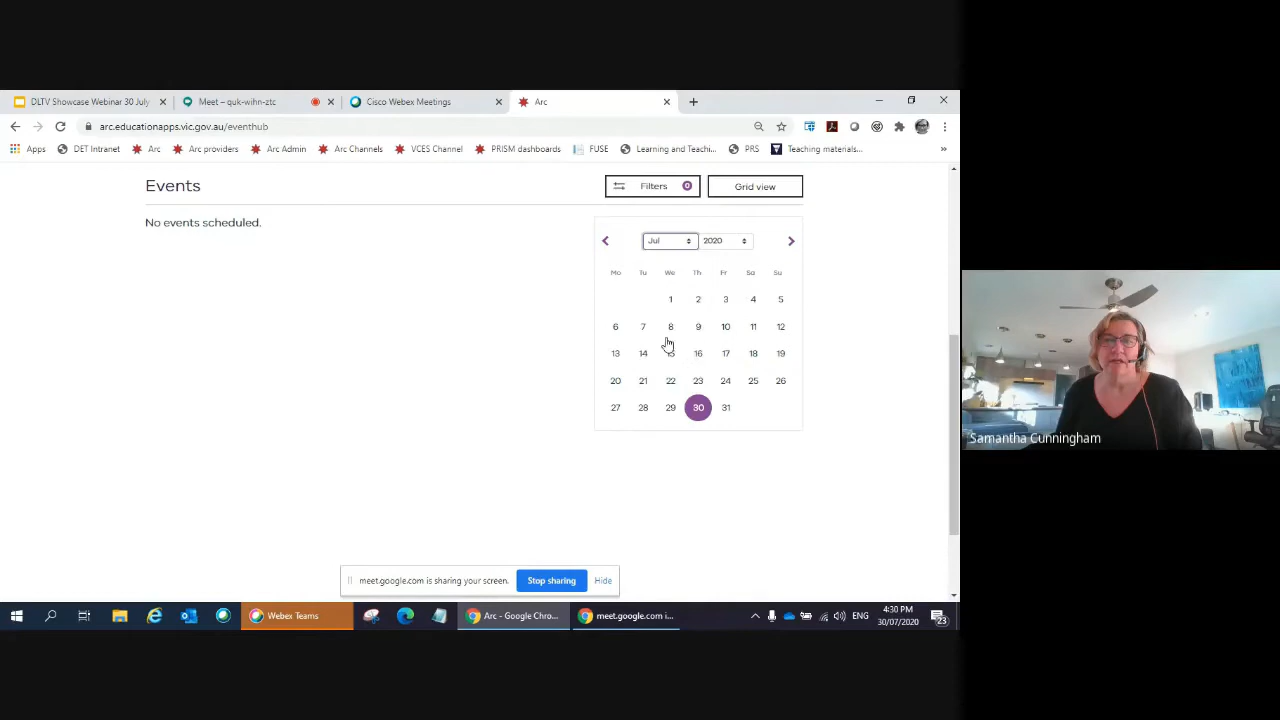 DLTV Showcase Webinar 30 July
Meet – quk-wihn-ztc
Cisco Webex Meetings
Arc
arc.educationapps.vic.gov.au/eventhub
Apps
DET Intranet
Arc
Arc providers
Arc Admin
Arc Channels
VCES Channel
PRISM dashboards
FUSE
Learning and Teachi...
PRS
Teaching materials...
Events
Filters 0
Grid view
No events scheduled.
Jul 2020
Mo Tu We Th Fr Sa Su
1 2 3 4 5
6 7 8 9 10 11 12
13 14 15 16 17 18 19
20 21 22 23 24 25 26
27 28 29 30 31
Samantha Cunningham
meet.google.com is sharing your screen.
Stop sharing
Hide
Webex Teams
Arc - Google Chro...
meet.google.com i...
ENG
4:30 PM
30/07/2020
23